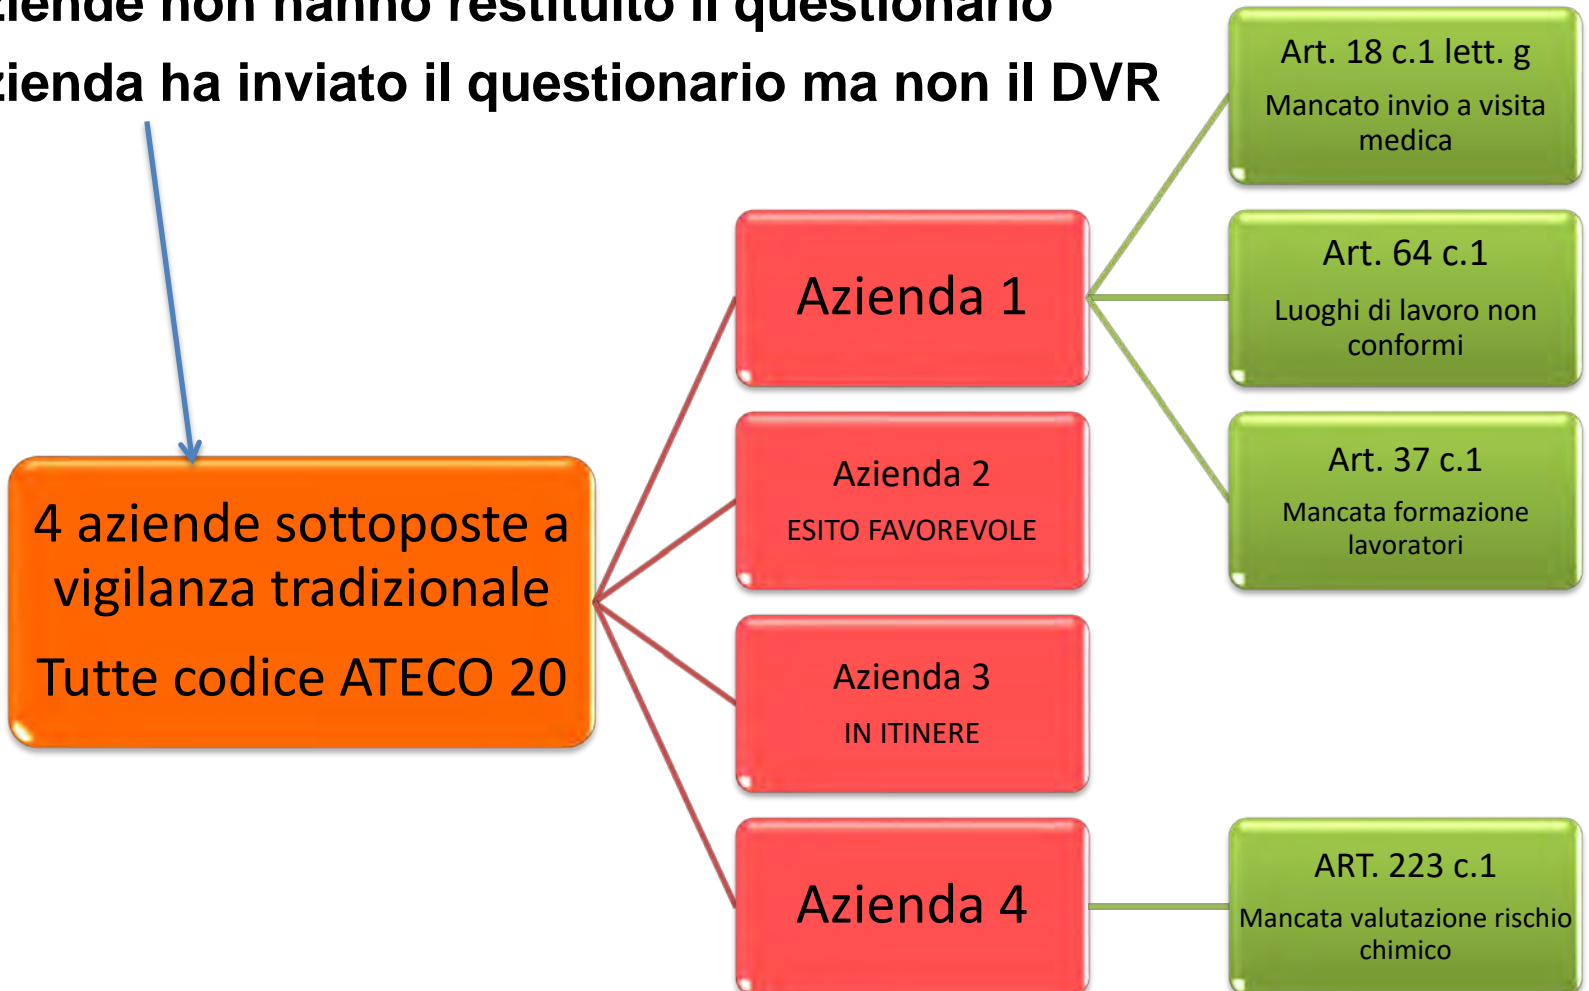 aziende non hanno restituito il questionario
azienda ha inviato il questionario ma non il DVR
4 aziende sottoposte a
vigilanza tradizionale
Tutte codice ATECO 20
Azienda 1
Azienda 2
ESITO FAVOREVOLE
Azienda 3
IN ITINERE
Azienda 4
Art. 18 c.1 lett. g
Mancato invio a visita
medica
Art. 64 c.1
Luoghi di lavoro non
conformi
Art. 37 c.1
Mancata formazione
lavoratori
ART. 223 c.1
Mancata valutazione rischio
chimico